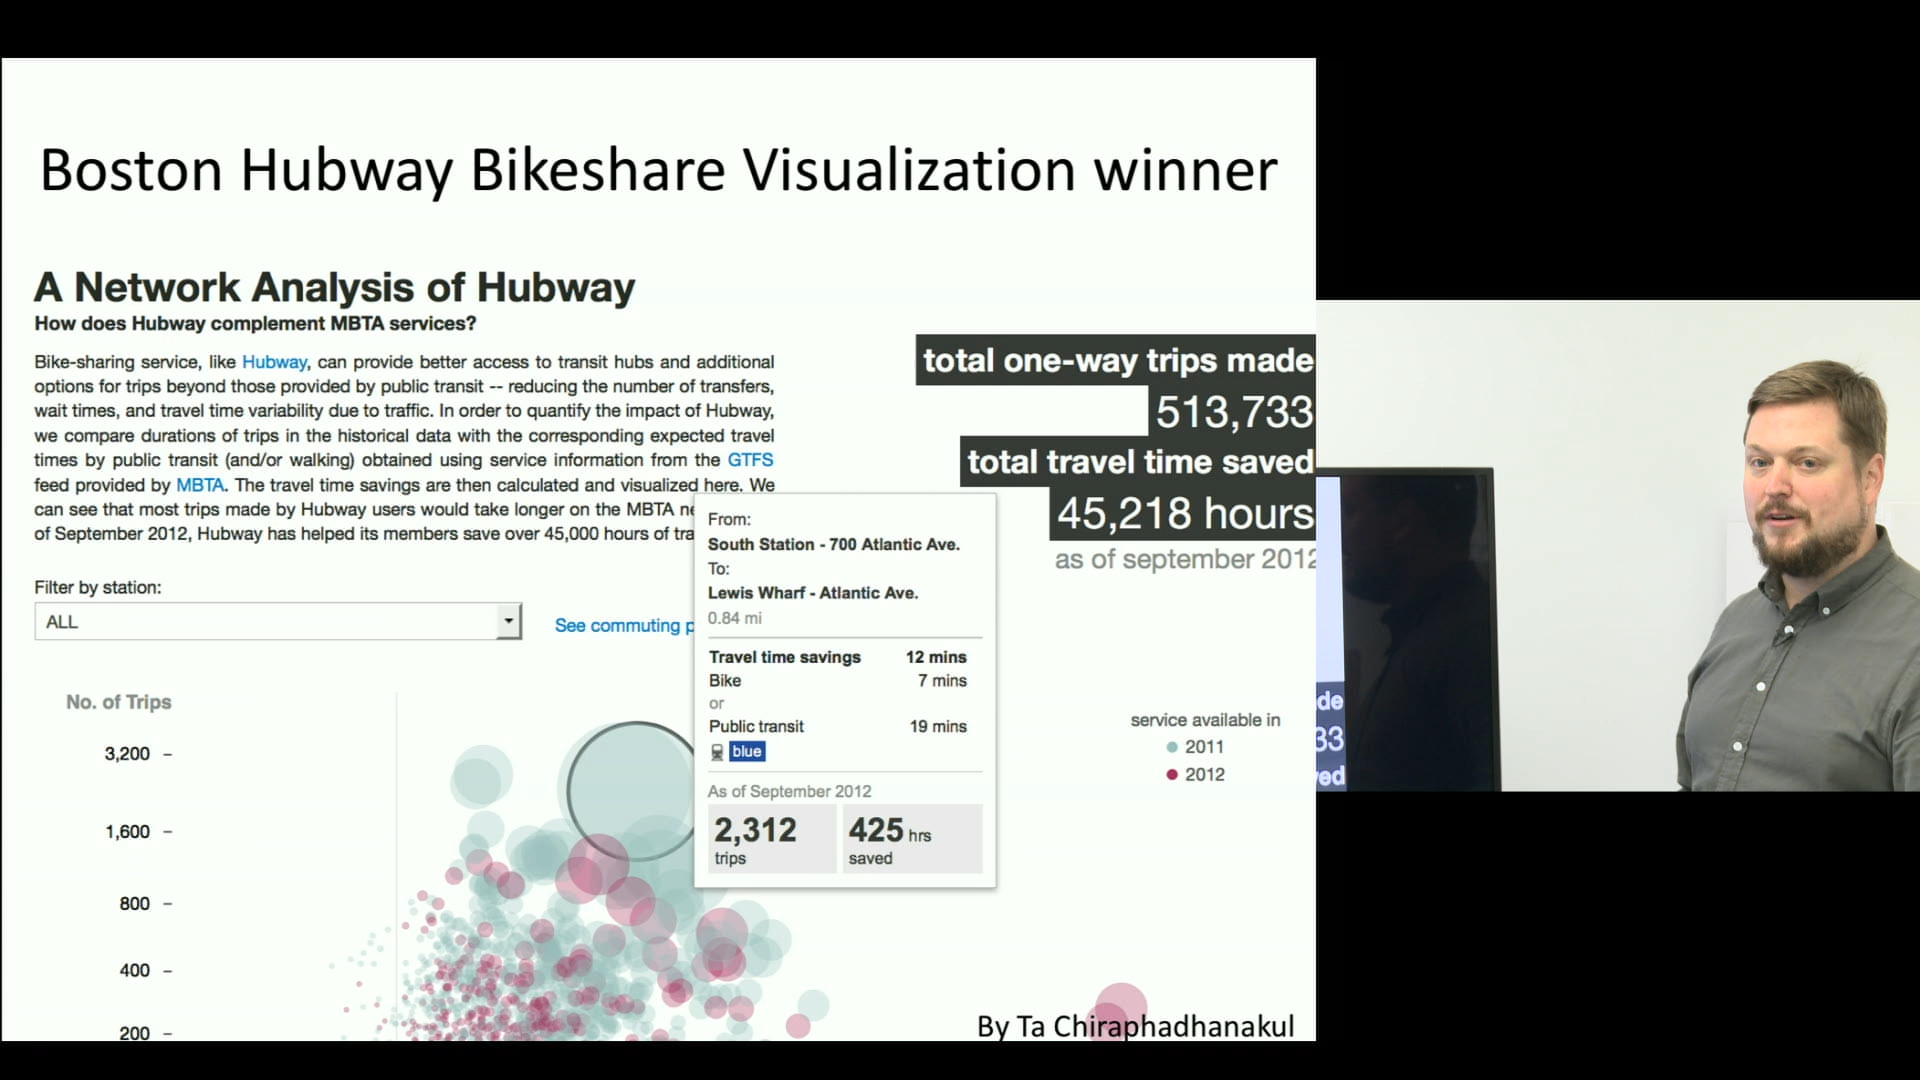 Boston Hubway Bikeshare Visualization winner
A Network Analysis of Hubway
How does Hubway complement MBTA services?
Bike-sharing service, like Hubway, can provide better access to transit hubs and additional
options for trips beyond those provided by public transit -- reducing the number of transfers,
wait times, and travel time variability due to traffic. In order to quantify the impact of Hubway,
we compare durations of trips in the historical data with the corresponding expected travel
times by public transit (and/or walking) obtained using service information from the GTFS
feed provided by MBTA. The travel time savings are then calculated and visualized here. We
can see that most trips made by Hubway users would take longer on the MBTA
of September 2012, Hubway has helped its members save over 45,000 hours of
total one-way trips made
513,733
total travel time saved
45,218 hours
as of september 2012
Filter by station:
ALL
See commuting
From:
South Station - 700 Atlantic Ave.
To:
Lewis Wharf - Atlantic Ave.
0.84 mi
Travel time savings 12 mins
Bike 7 mins
or
Public transit 19 mins
blue
As of September 2012
2,312 425 hrs
trips saved
No. of Trips
3,200
1,600
800
400
200
service available in
2011
2012
By Ta Chiraphadhanakul
de
33
ved